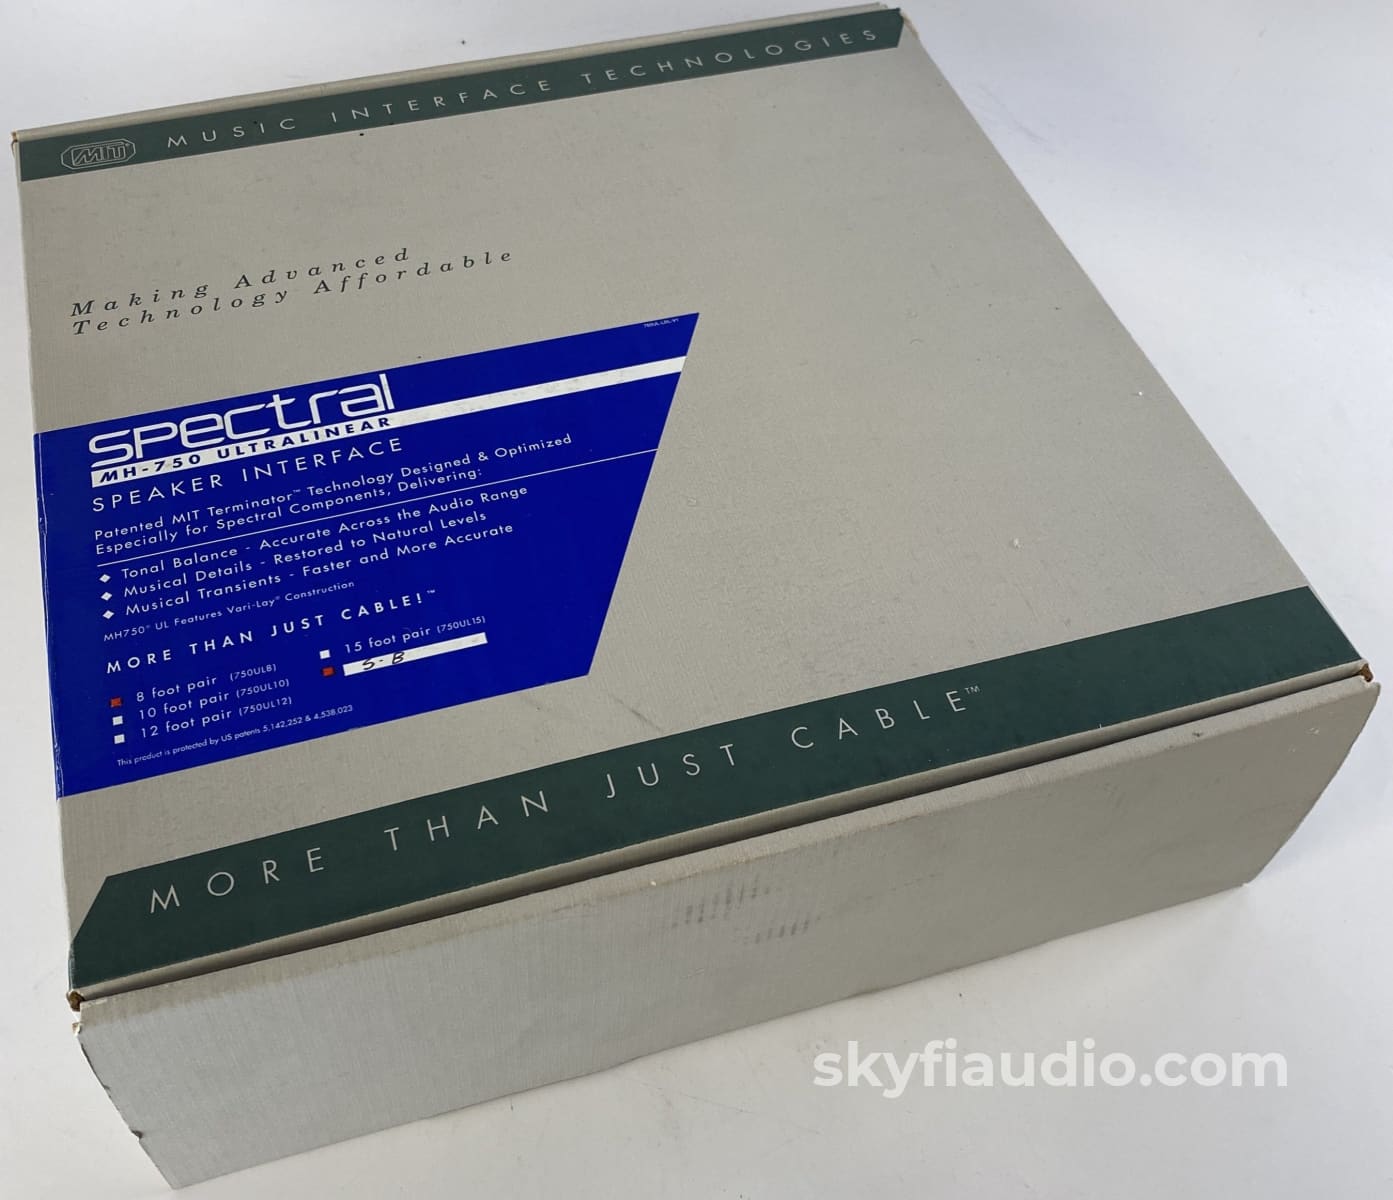 MIT MUSIC INTERFACE TECHNOLOGIES
Making Advanced
Technology Affordable
spectral
MH-750 ULTRALINEAR
SPEAKER INTERFACE
Patented MIT Terminator™ Technology Designed & Optimized
Especially for Spectral Components, Delivering:
◆ Tonal Balance - Accurate Across the Audio Range
◆ Musical Details - Restored to Natural Levels
◆ Musical Transients - Faster and More Accurate
MH750® UL Features Vari-Lay® Construction
MORE THAN JUST CABLE!™
8 foot pair (750UL8)
10 foot pair (750UL10)
12 foot pair (750UL12)
15 foot pair (750UL15)
S-B
This product is protected by US patents 5,142,252 & 4,538,023
MORE THAN JUST CABLE™
skyfiaudio.com